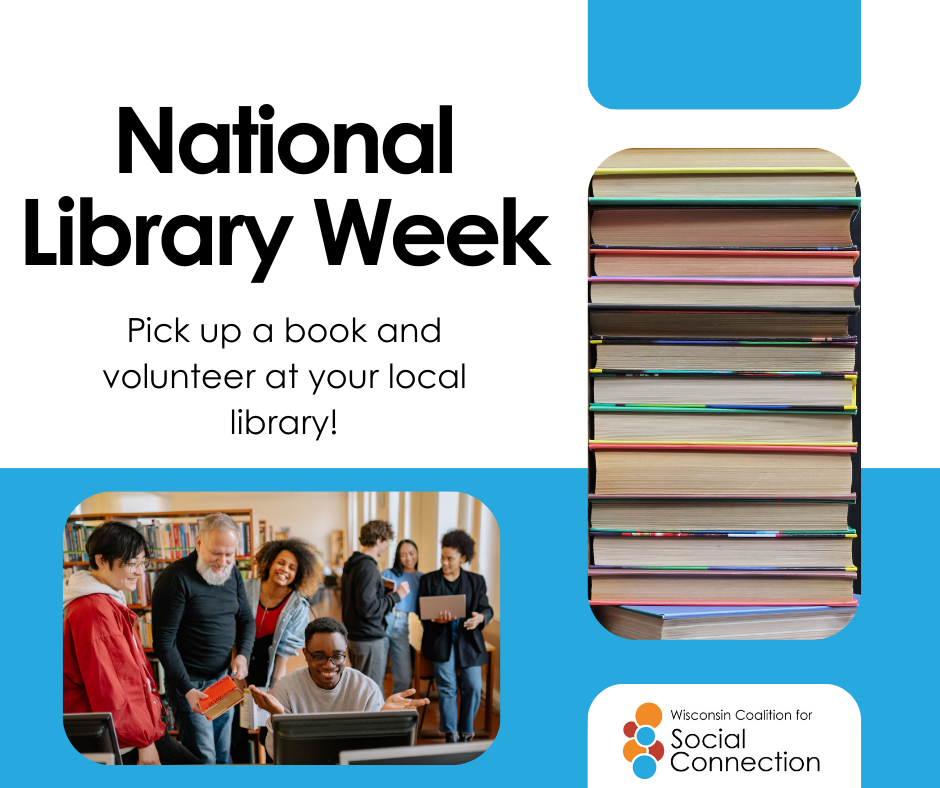 National
Library Week
Pick up a book and
volunteer at your local
library!
Wisconsin Coalition for
Social
Connection